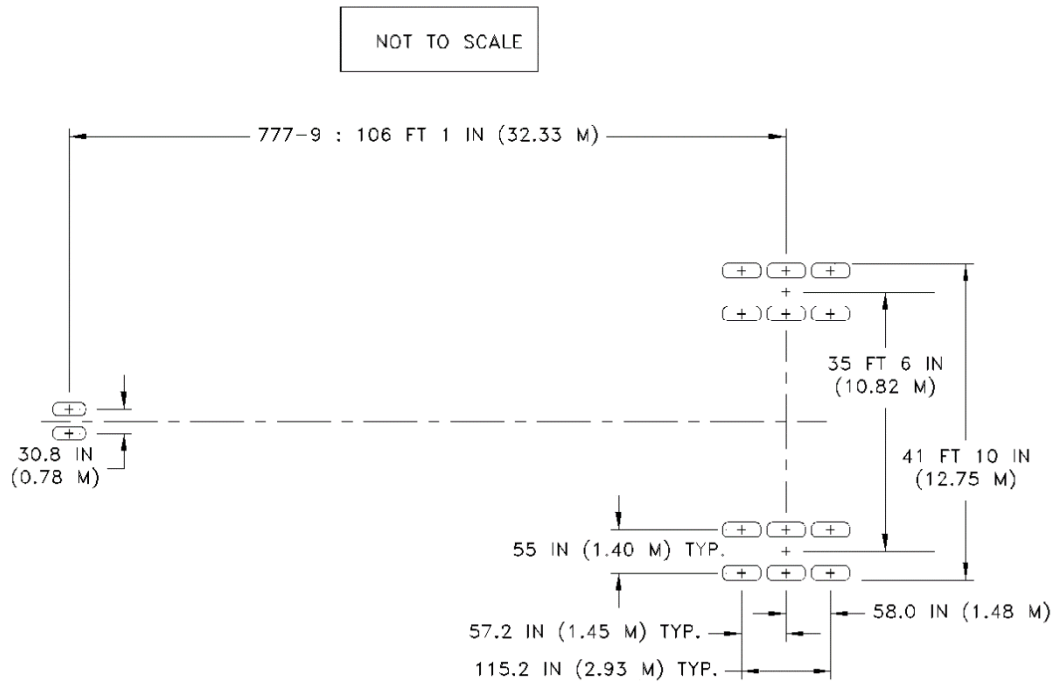 NOT TO SCALE
777-9 : 106 FT 1 IN (32.33 M)
35 FT 6 IN
(10.82 M)
30.8 IN
(0.78 M)
41 FT 10 IN
(12.75 M)
55 IN (1.40 M) TYP.
58.0 IN (1.48 M)
57.2 IN (1.45 M) TYP.
115.2 IN (2.93 M) TYP.